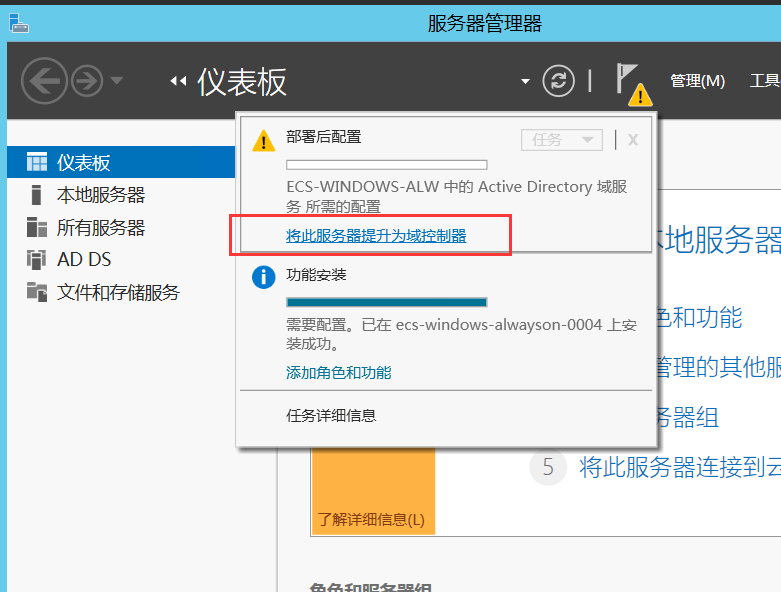 服务器管理器
仪表板
管理(M)
工具
仪表板
本地服务器
所有服务器
AD DS
文件和存储服务
部署后配置
任务
X
ECS-WINDOWS-ALW 中的 Active Directory 域服
务 所需的配置
将此服务器提升为域控制器
功能安装
需要配置。已在 ecs-windows-alwayson-0004 上安
装成功。
添加角色和功能
任务详细信息
本地服务器
色和功能
管理的其他服
务器组
5 将此服务器连接到云
了解详细信息(L)
角色和服务器组